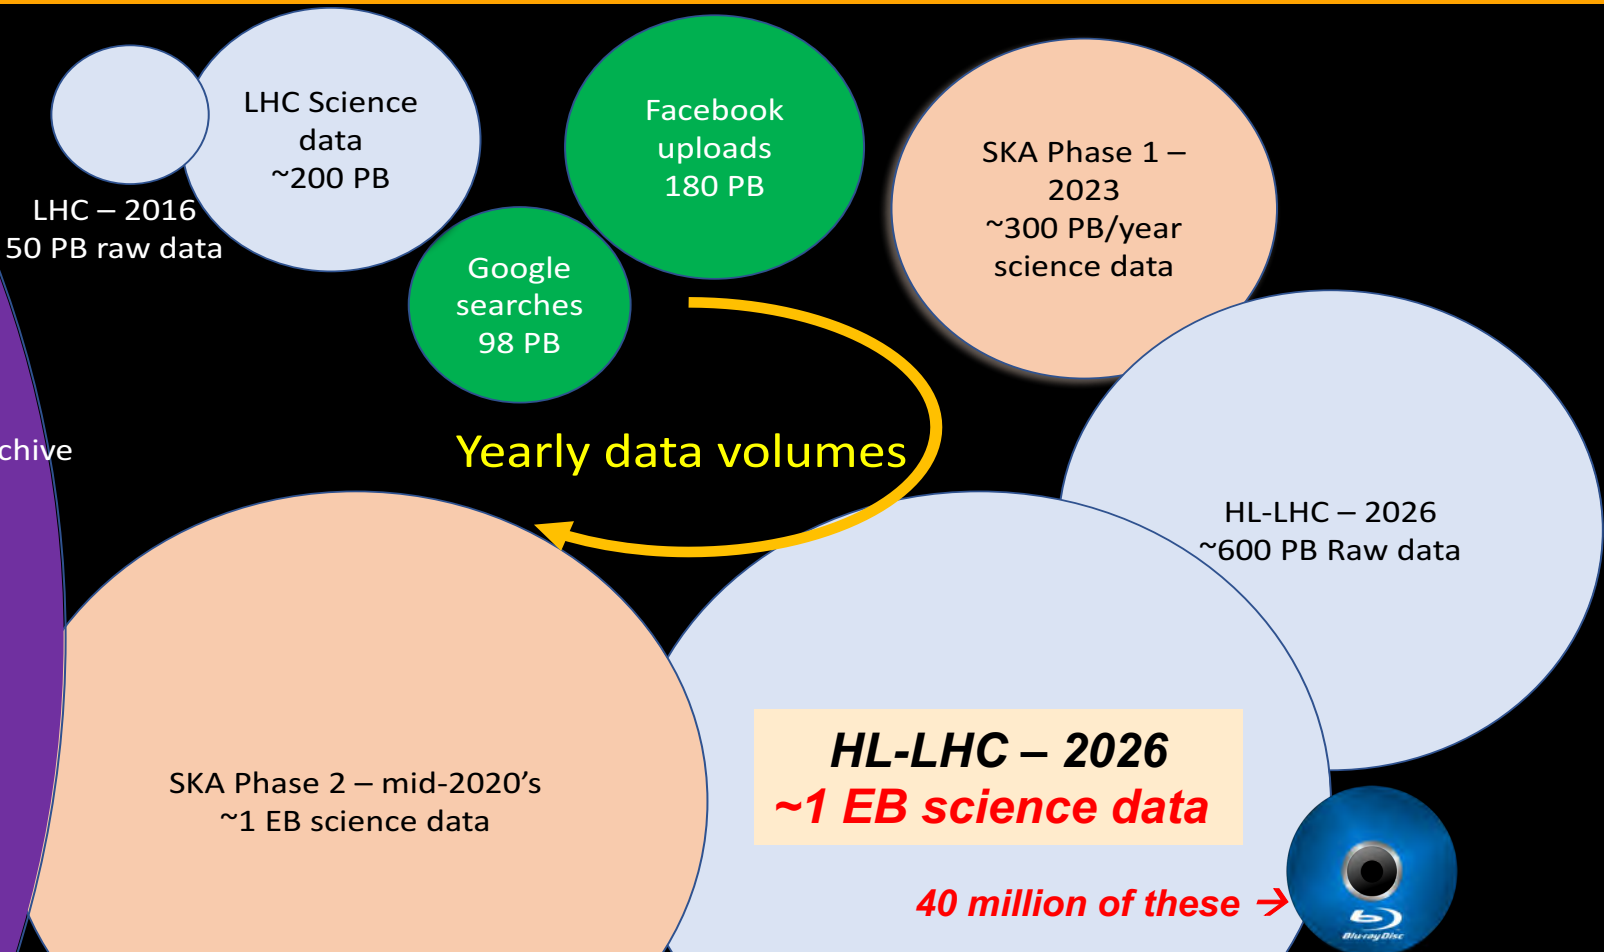 LHC Science
data
~200 PB
LHC – 2016
50 PB raw data
Facebook
uploads
180 PB
Google
searches
98 PB
SKA Phase 1 –
2023
~300 PB/year
science data
chive
Yearly data volumes
HL-LHC – 2026
~600 PB Raw data
SKA Phase 2 – mid-2020's
~1 EB science data
HL-LHC – 2026
~1 EB science data
40 million of these →
Blu-ray Disc